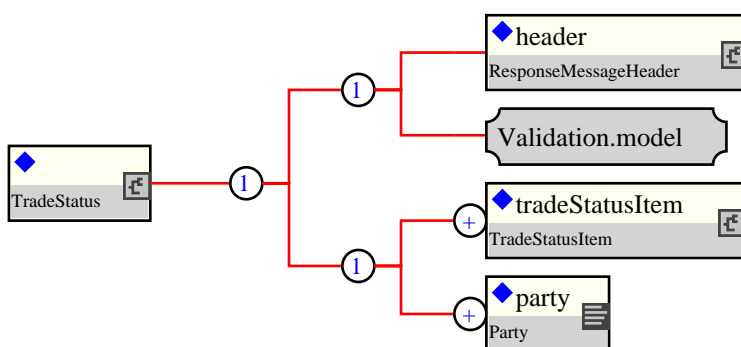 header
ResponseMessageHeader
1
Validation.model
TradeStatus
1
+
tradeStatusItem
TradeStatusItem
1
+
party
Party